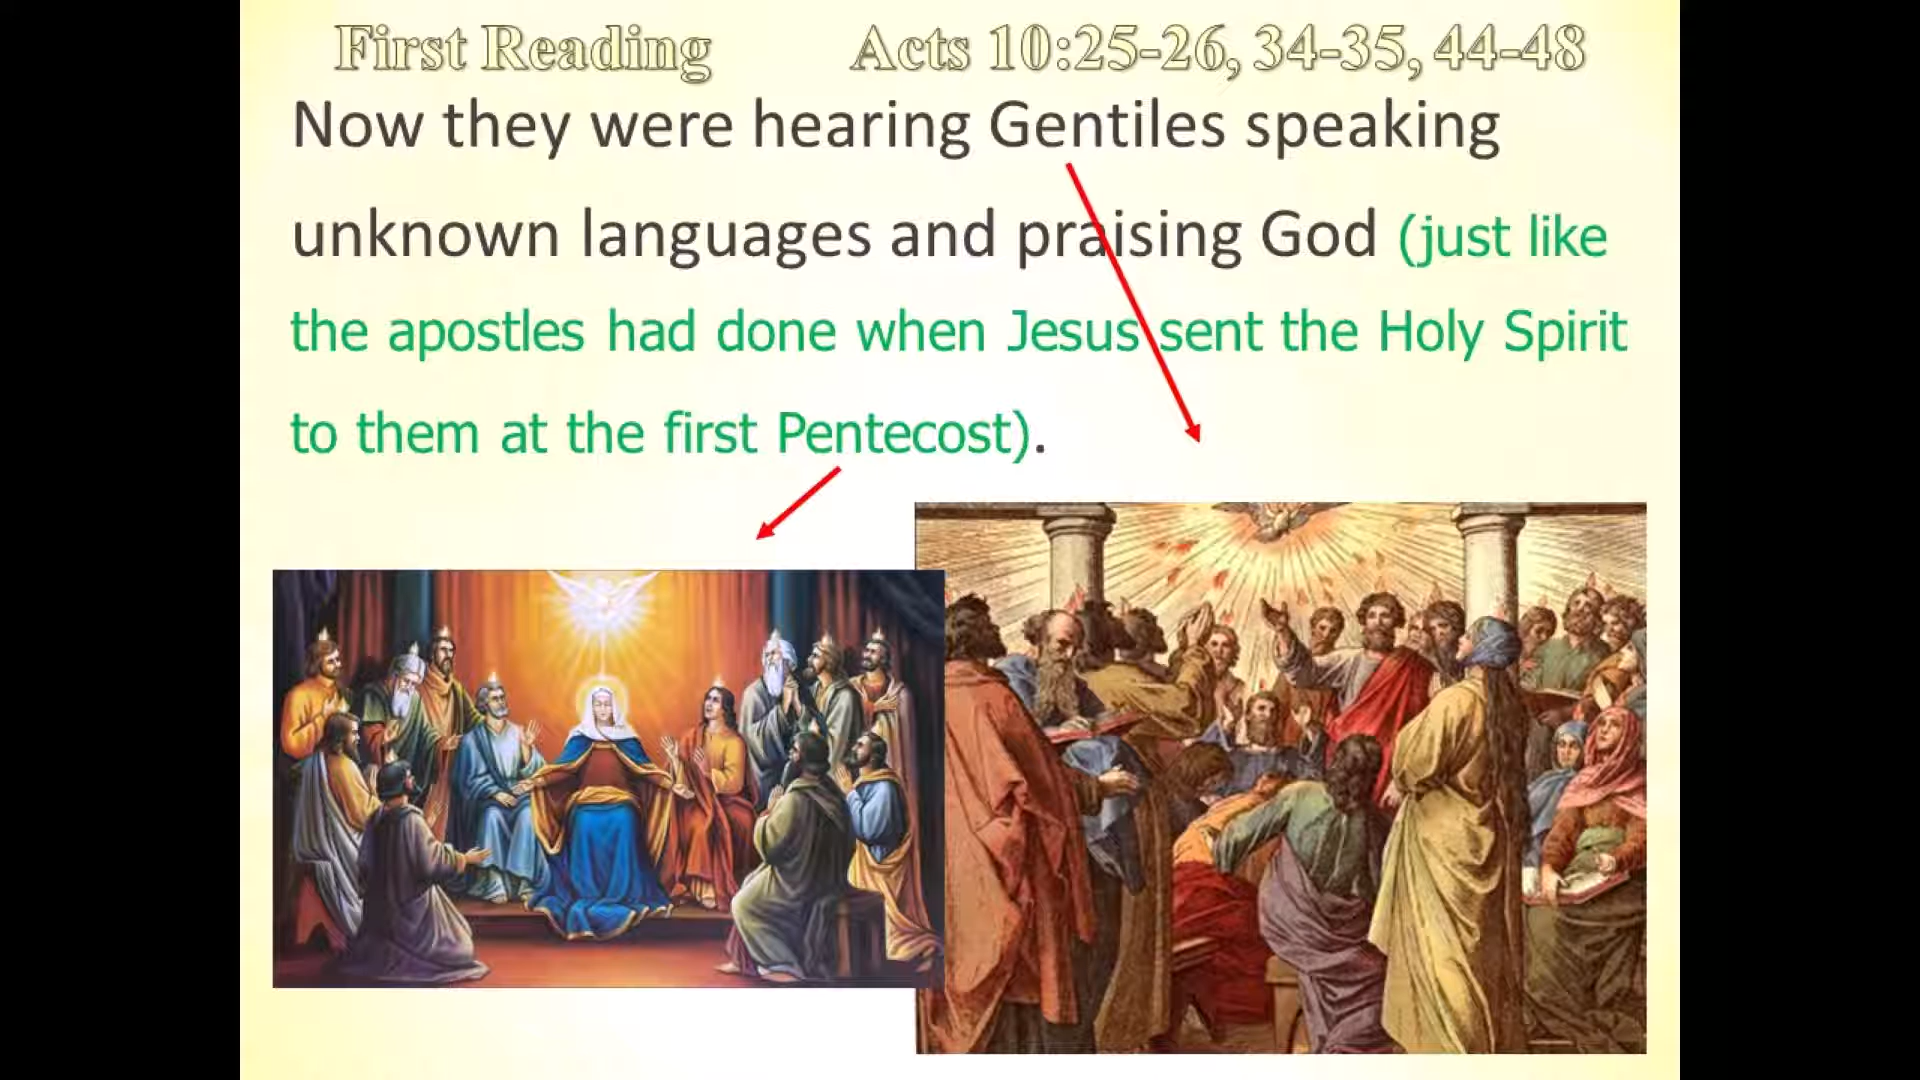 First Reading Acts 10:25-26, 34-35, 44-48
Now they were hearing Gentiles speaking
unknown languages and praising God (just like
the apostles had done when Jesus sent the Holy Spirit
to them at the first Pentecost).